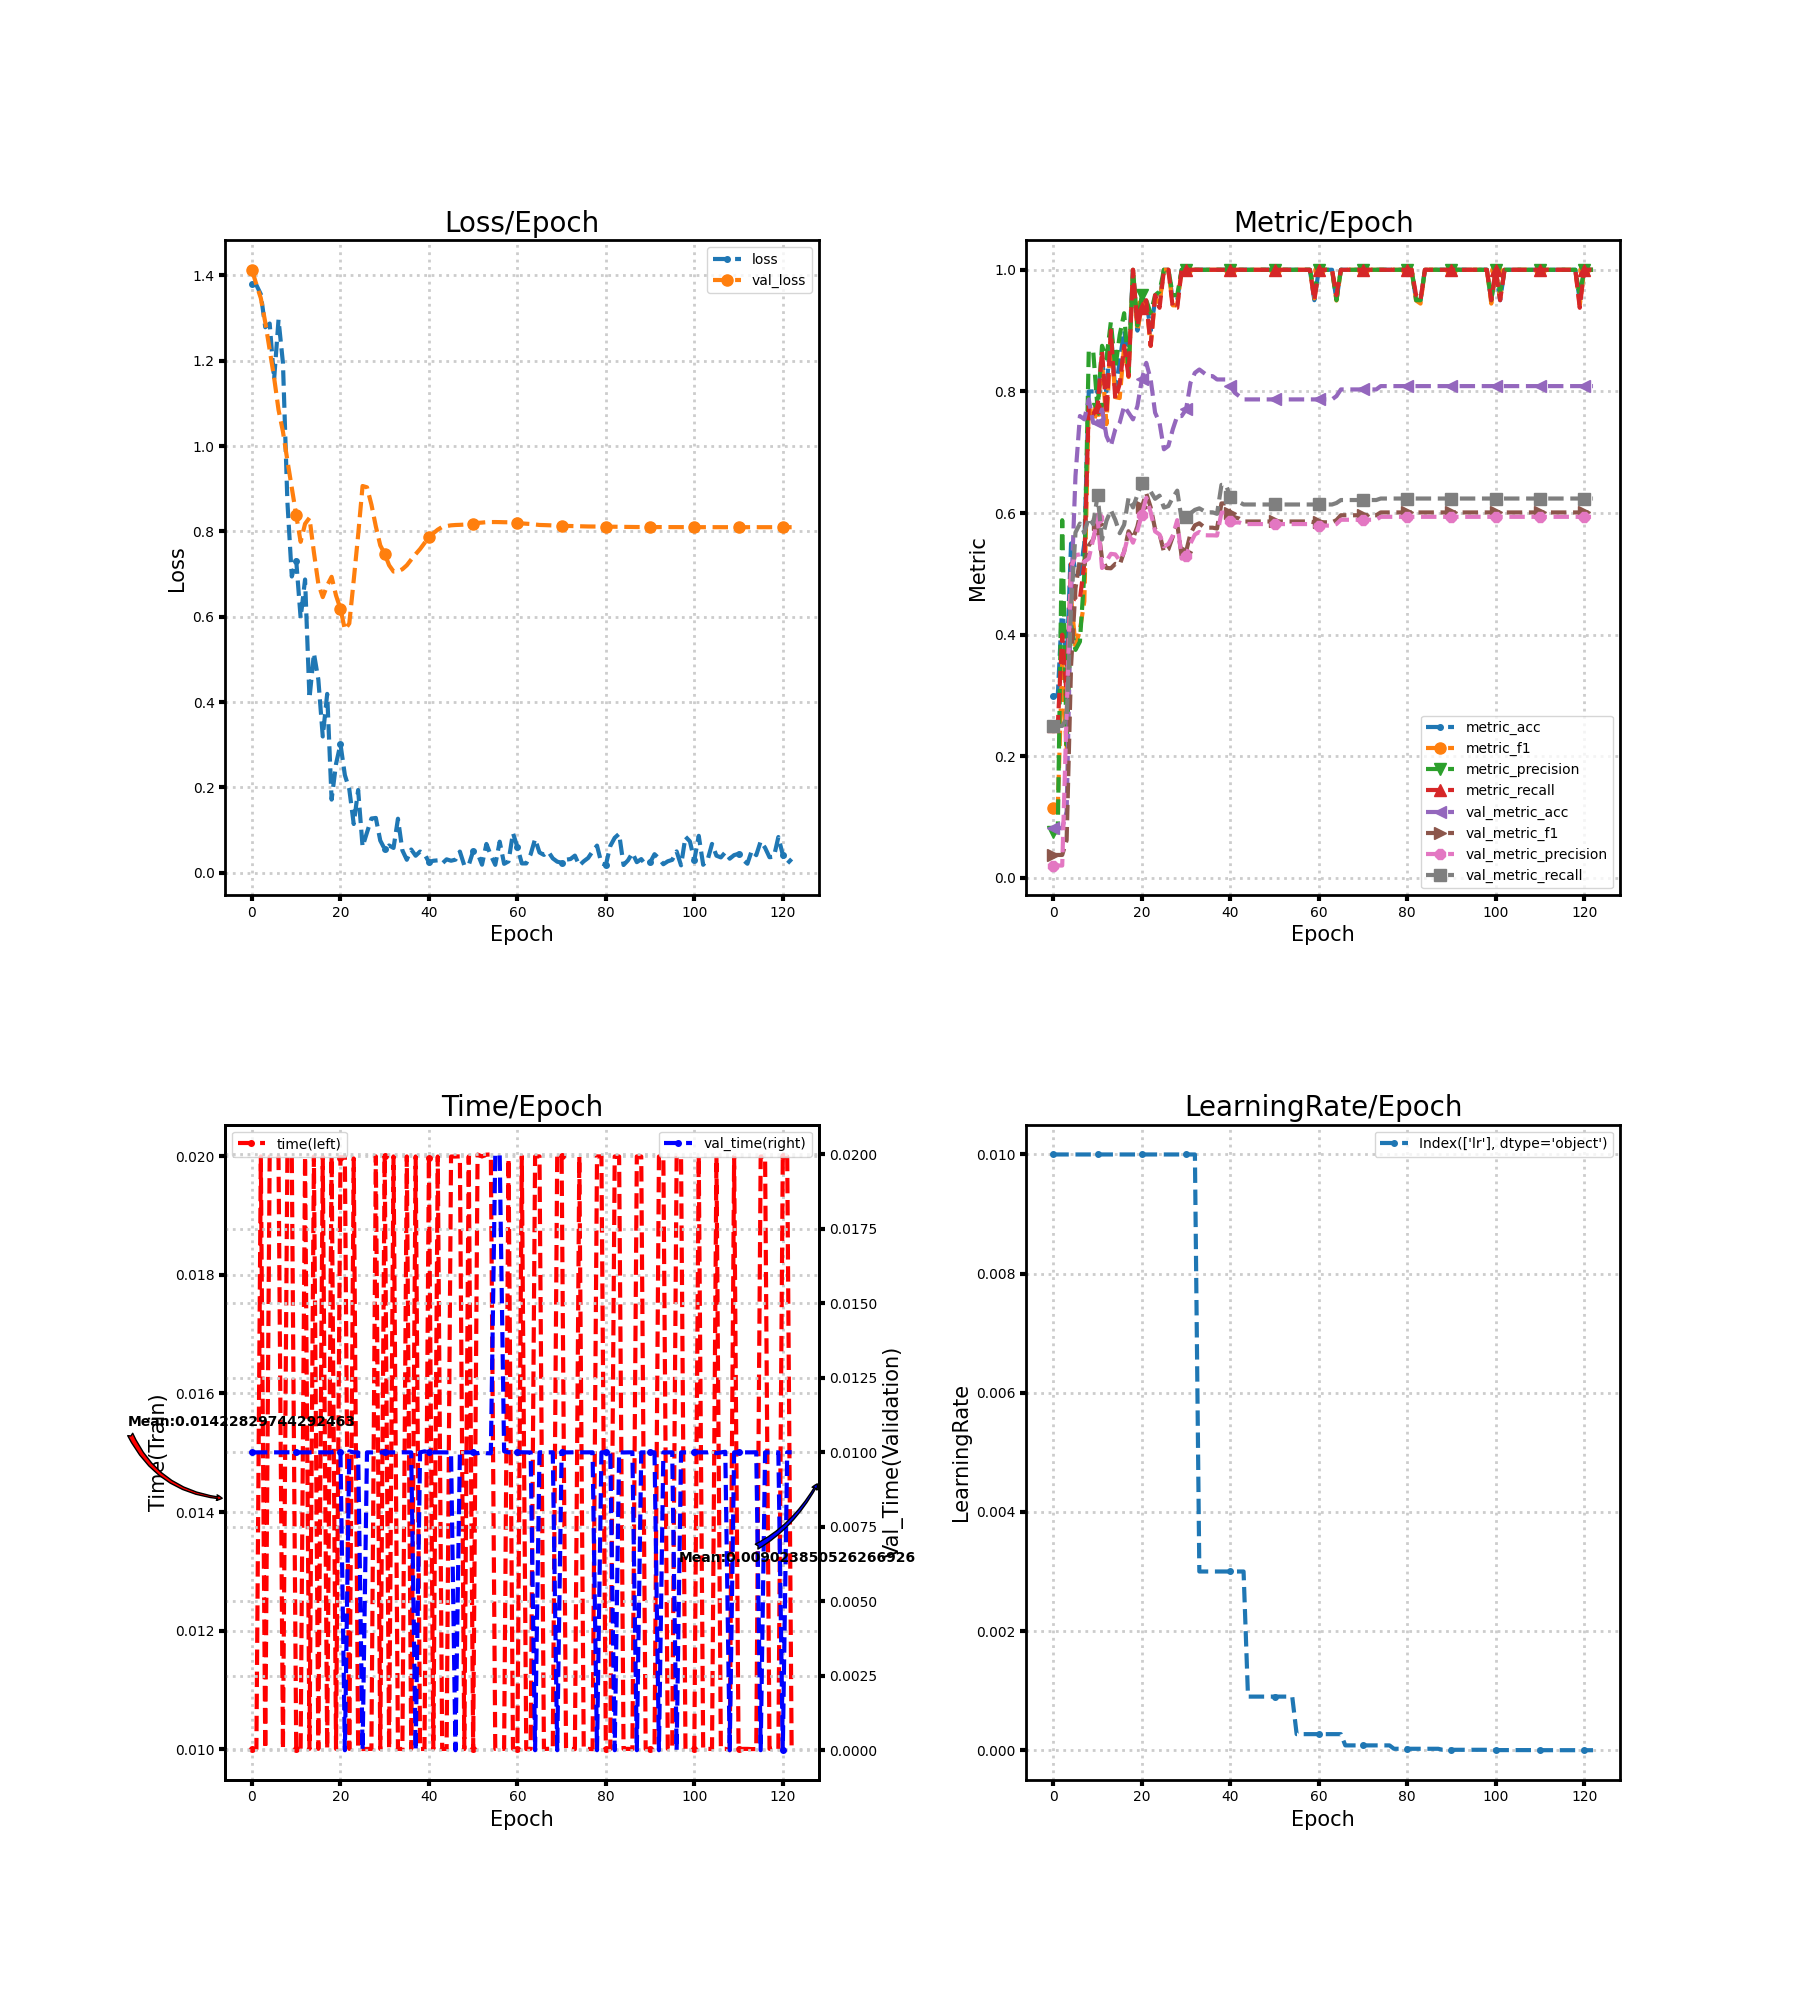 Loss/Epoch
1.4
1.2
1.0
0.8
0.6
0.4
0.2
0.0
Loss
loss
val_loss
0 20 40 60 80 100 120
Epoch
Metric/Epoch
1.0
0.8
0.6
0.4
0.2
0.0
Metric
metric_acc
metric_f1
metric_precision
metric_recall
val_metric_acc
val_metric_f1
val_metric_precision
val_metric_recall
0 20 40 60 80 100 120
Epoch
Time/Epoch
time(left)
val_time(right)
0.020
0.018
0.016
0.014
0.012
0.010
Time(Train)
Mean:0.01422829744292463
0.0200
0.0175
0.0150
0.0125
0.0100
0.0075
0.0050
0.0025
0.0000
Val_Time(Validation)
0 20 40 60 80 100 120
Epoch
LearningRate/Epoch
Index(['lr'], dtype='object')
0.010
0.008
0.006
0.004
0.002
0.000
LearningRate
0 20 40 60 80 100 120
Epoch